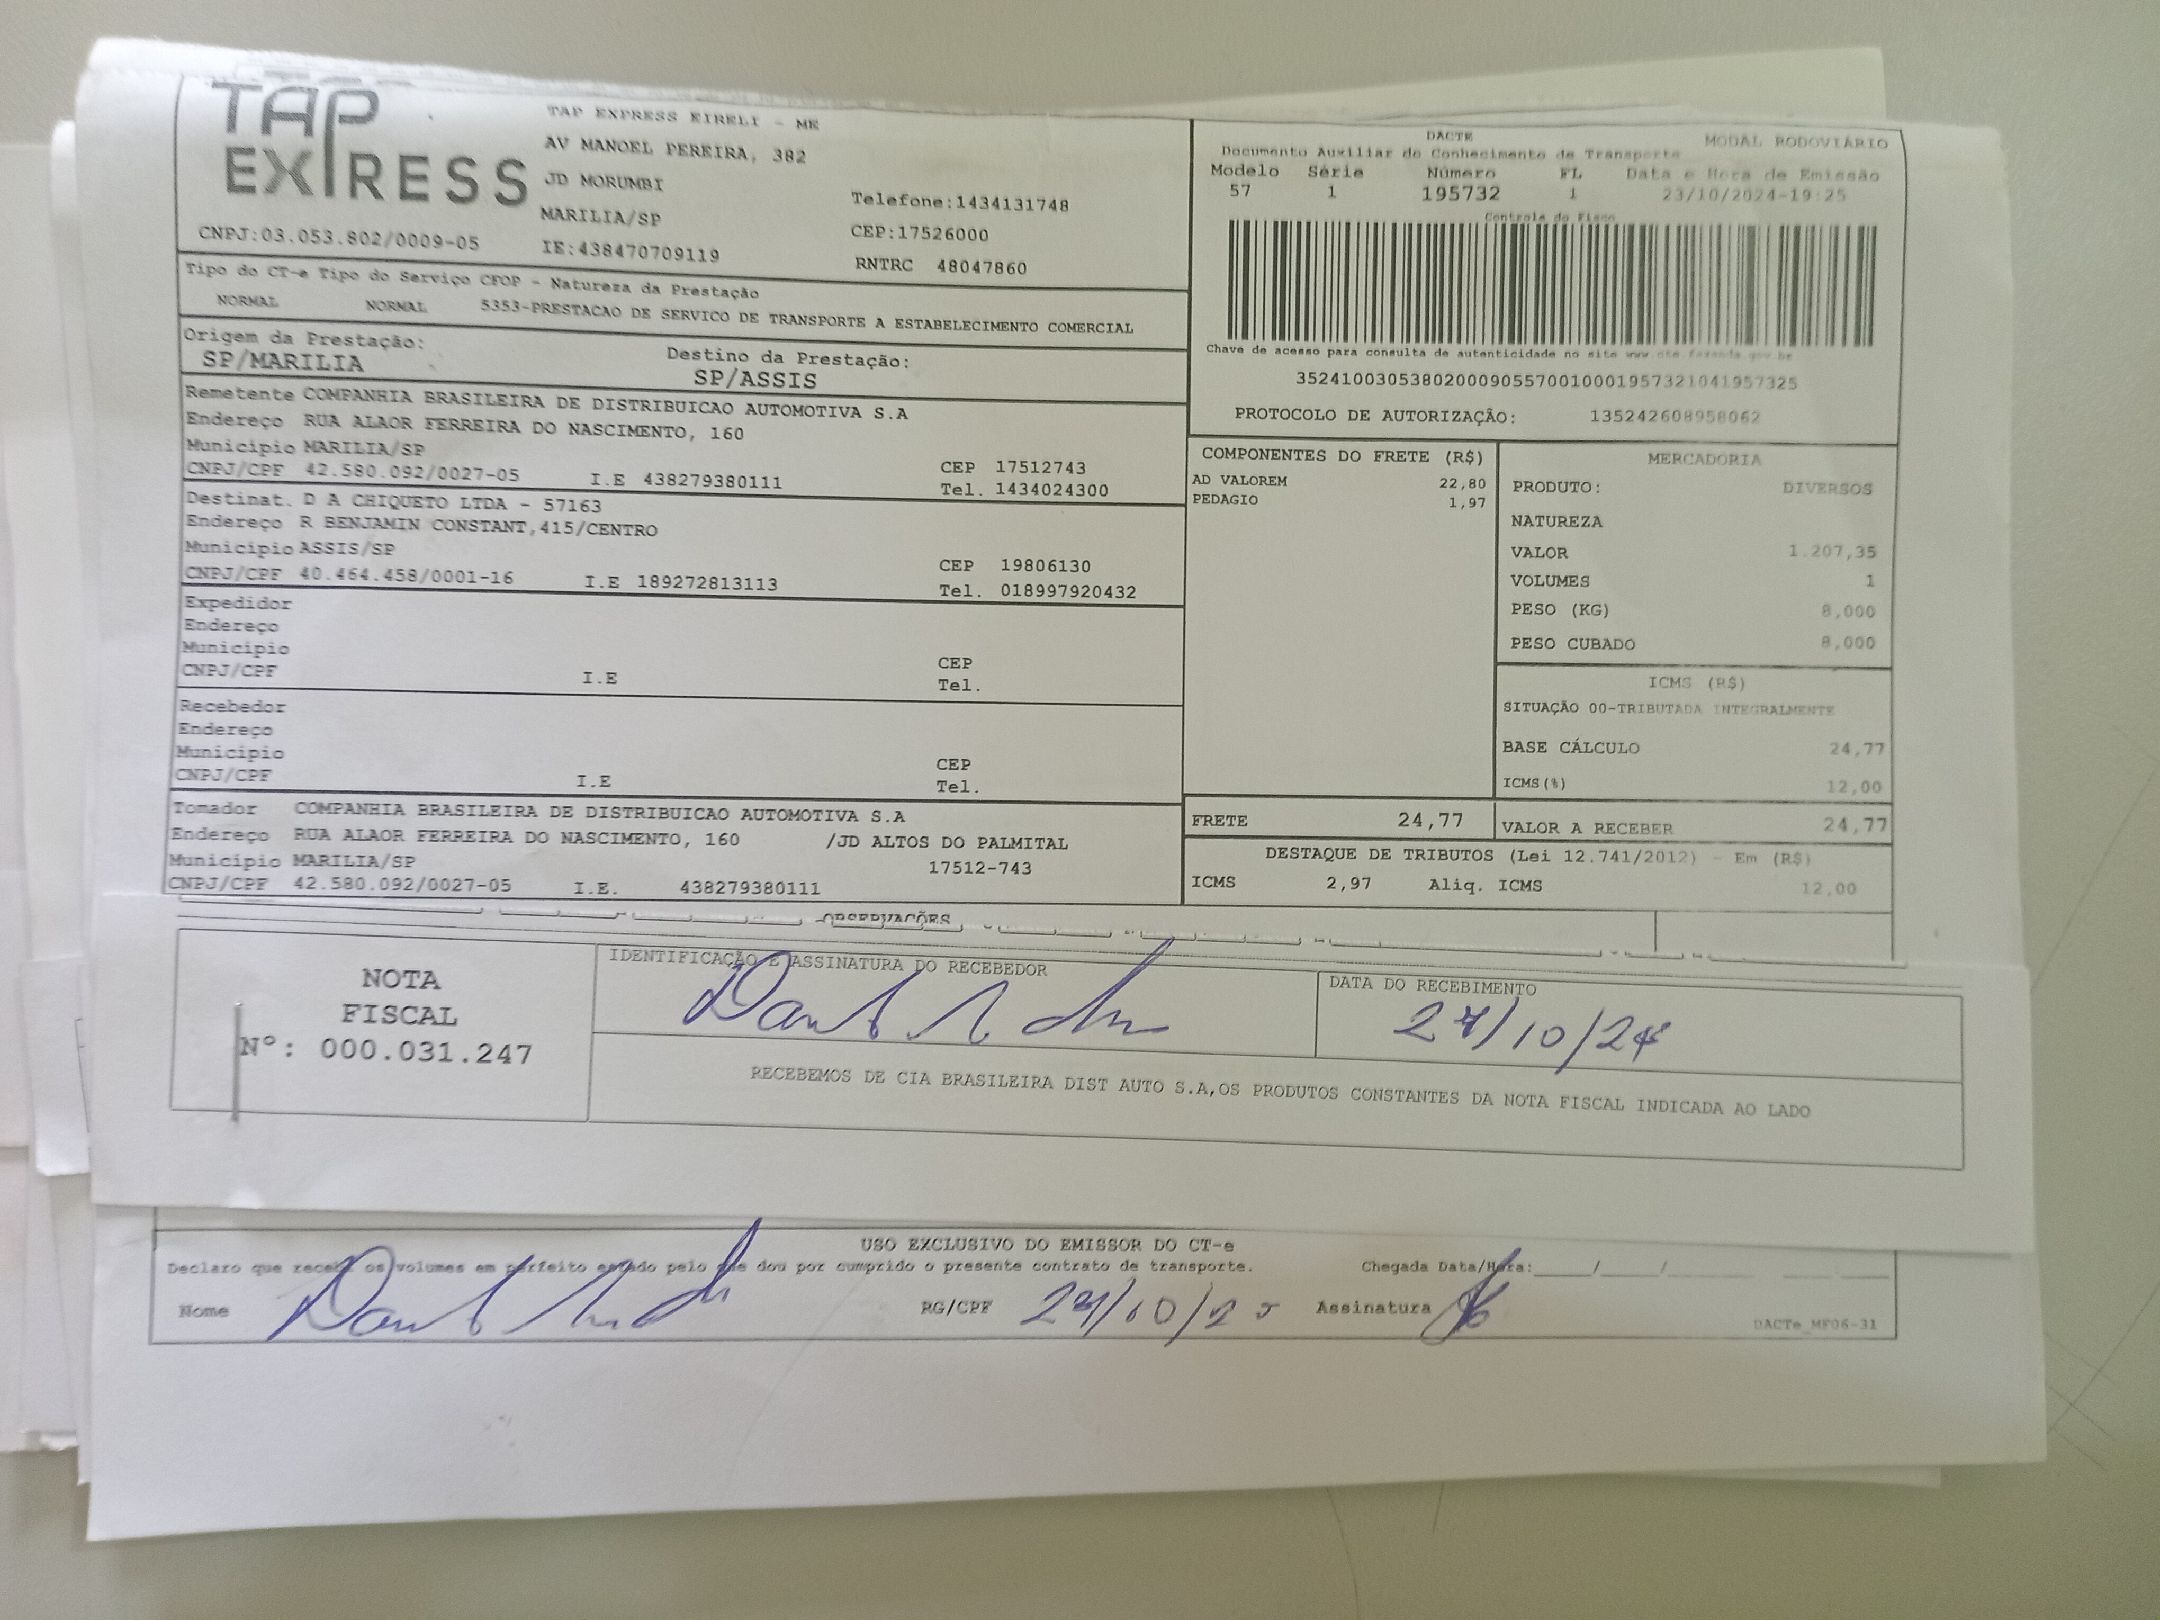 TAP
EXPRESS
TAP EXPRESS EIRELI - ME
AV MANOEL PEREIRA, 382
JD MORUMBI
MARILIA/SP
Telefone:1434131748
CEP:17526000
CNPJ:03.053.802/0009-05
IE:438470709119
RNTRC 48047860
Tipo do CT-e Tipo do Serviço CFOP - Natureza da Prestação
NORMAL NORMAL 5353-PRESTACAO DE SERVICO DE TRANSPORTE A ESTABELECIMENTO COMERCIAL
Origem da Prestação: Destino da Prestação:
SP/MARILIA SP/ASSIS
Remetente COMPANHIA BRASILEIRA DE DISTRIBUICAO AUTOMOTIVA S.A
Endereço RUA ALAOR FERREIRA DO NASCIMENTO, 160
Município MARILIA/SP CEP 17512743
CNPJ/CPF 42.580.092/0027-05 I.E 438279380111 Tel. 1434024300
Destinat. D A CHIQUETO LTDA - 57163
Endereço R BENJAMIN CONSTANT,415/CENTRO
Município ASSIS/SP CEP 19806130
CNPJ/CPF 40.464.458/0001-16 I.E 189272813113 Tel. 018997920432
Expedidor
Endereço
Município CEP
CNPJ/CPF I.E Tel.
Recebedor
Endereço
Município CEP
CNPJ/CPF I.E Tel.
Tomador COMPANHIA BRASILEIRA DE DISTRIBUICAO AUTOMOTIVA S.A
Endereço RUA ALAOR FERREIRA DO NASCIMENTO, 160 /JD ALTOS DO PALMITAL
Município MARILIA/SP 17512-743
CNPJ/CPF 42.580.092/0027-05 I.E. 438279380111
DACTE MODAL RODOVIÁRIO
Documento Auxiliar do Conhecimento de Transporte
Modelo Série Número FL Data e Hora de Emissão
57 1 195732 1 23/10/2024-19:25
Controle do Fisco
Chave de acesso para consulta de autenticidade no site www.cte.fazenda.gov.br
35241003053802000905570010001957321041957325
PROTOCOLO DE AUTORIZAÇÃO: 135242608958062
COMPONENTES DO FRETE (R$)
AD VALOREM 22,80
PEDAGIO 1,97
MERCADORIA
PRODUTO: DIVERSOS
NATUREZA
VALOR 1.207,35
VOLUMES 1
PESO (KG) 8,000
PESO CUBADO 8,000
ICMS (R$)
SITUAÇÃO 00-TRIBUTADA INTEGRALMENTE
BASE CÁLCULO 24,77
ICMS(%) 12,00
FRETE 24,77 VALOR A RECEBER 24,77
DESTAQUE DE TRIBUTOS (Lei 12.741/2012) - Em (R$)
ICMS 2,97 Aliq. ICMS 12,00
OBSERVAÇÕES
NOTA
FISCAL
Nº: 000.031.247
IDENTIFICAÇÃO E ASSINATURA DO RECEBEDOR
DATA DO RECEBIMENTO
24/10/24
RECEBEMOS DE CIA BRASILEIRA DIST AUTO S.A,OS PRODUTOS CONSTANTES DA NOTA FISCAL INDICADA AO LADO
USO EXCLUSIVO DO EMISSOR DO CT-e
Declaro que recebi os volumes em perfeito estado pelo que dou por cumprido o presente contrato de transporte. Chegada Data/Hora:
Nome RG/CPF Assinatura
DACTe_MF06-31